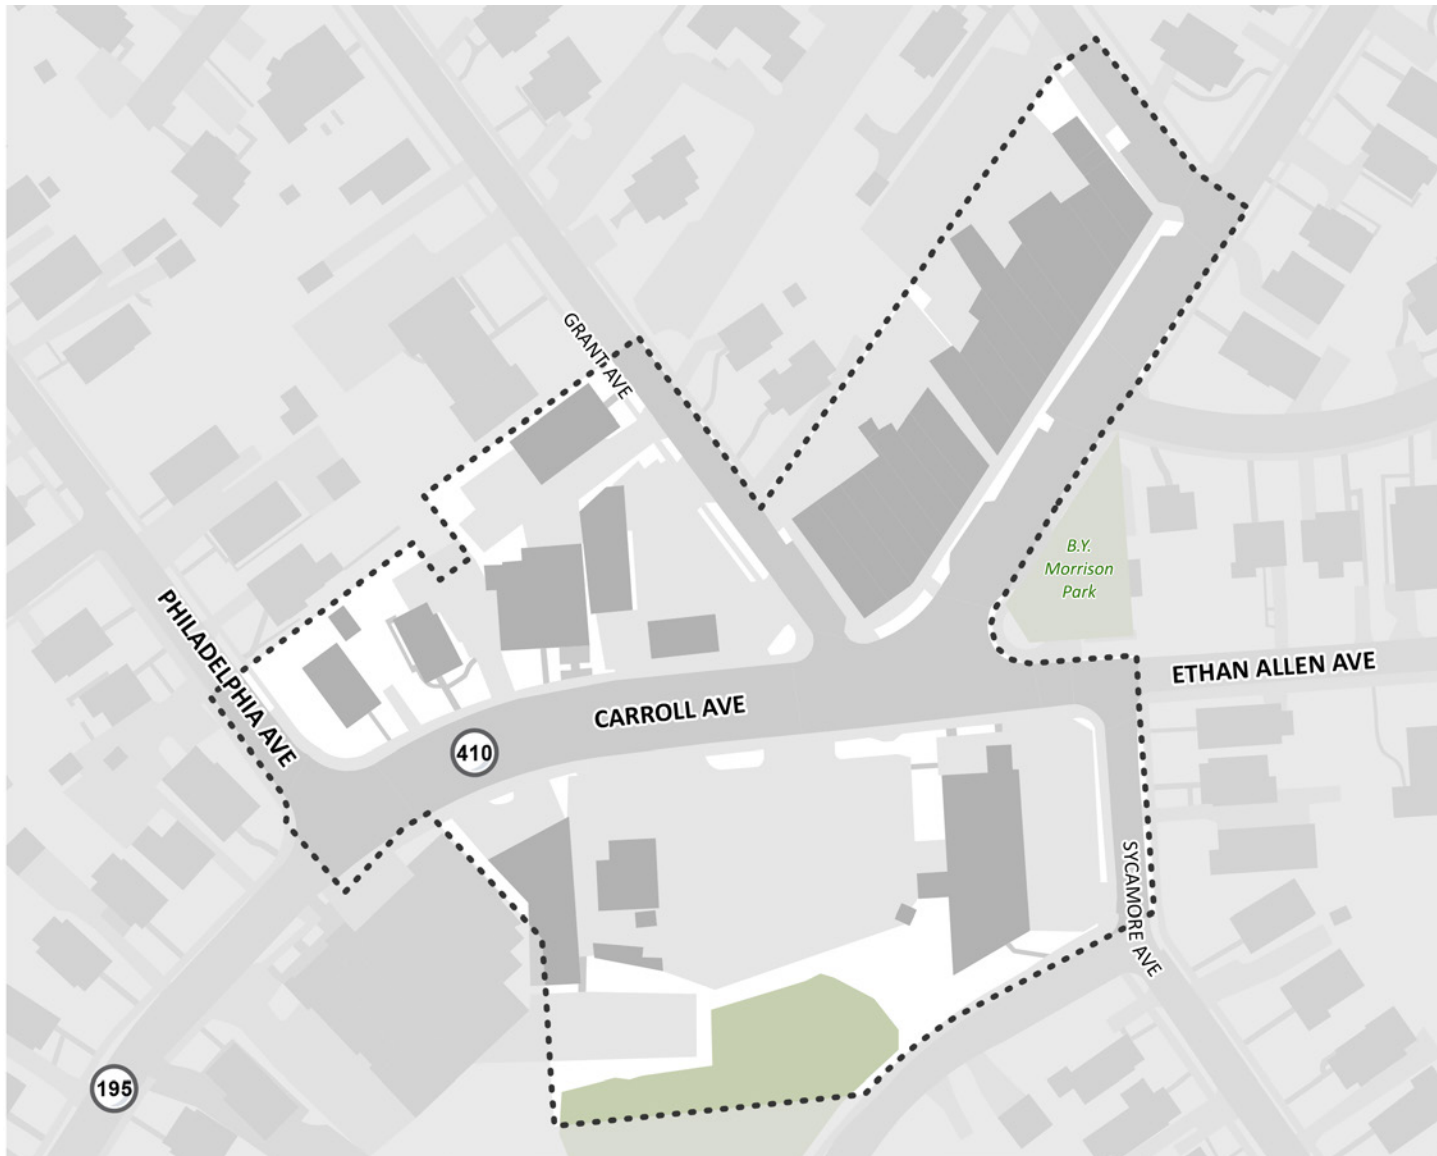 GRANT AVE
B.Y.
Morrison
Park
PHILADELPHIA AVE
ETHAN ALLEN AVE
CARROLL AVE
410
SYCAMORE AVE
195